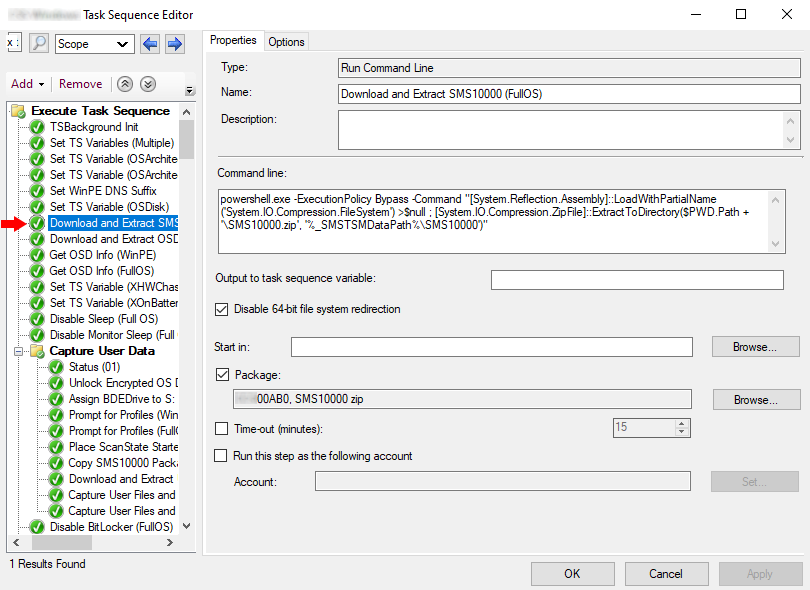 Task Sequence Editor
x
Scope
Add
Remove
Execute Task Sequence
TSBackground Init
Set TS Variables (Multiple)
Set TS Variable (OSArchite
Set TS Variable (OSArchite
Set WinPE DNS Suffix
Set TS Variable (OSDisk)
Download and Extract SMS
Download and Extract OSD
Get OSD Info (WinPE)
Get OSD Info (FullOS)
Set TS Variable (XHWChas
Set TS Variable (XOnBatter
Disable Sleep (Full OS)
Disable Monitor Sleep (Full
Capture User Data
Status (01)
Unlock Encrypted OS D
Assign BDEDrive to S:
Prompt for Profiles (Win
Prompt for Profiles (Full
Place ScanState Starte
Copy SMS10000 Packa
Download and Extract
Capture User Files and
Capture User Files and
Disable BitLocker (FullOS)
1 Results Found
Properties
Options
Type:
Run Command Line
Name:
Download and Extract SMS10000 (FullOS)
Description:
Command line:
powershell.exe -ExecutionPolicy Bypass -Command "[System.Reflection.Assembly]::LoadWithPartialName
('System.IO.Compression.FileSystem') >$null ; [System.IO.Compression.ZipFile]::ExtractToDirectory($PWD.Path +
'\SMS10000.zip', '%_SMSTSMDataPath%\SMS10000')"
Output to task sequence variable:
Disable 64-bit file system redirection
Start in:
Browse...
Package:
00AB0, SMS10000 zip
Browse...
Time-out (minutes):
15
Run this step as the following account
Account:
Set...
OK
Cancel
Apply